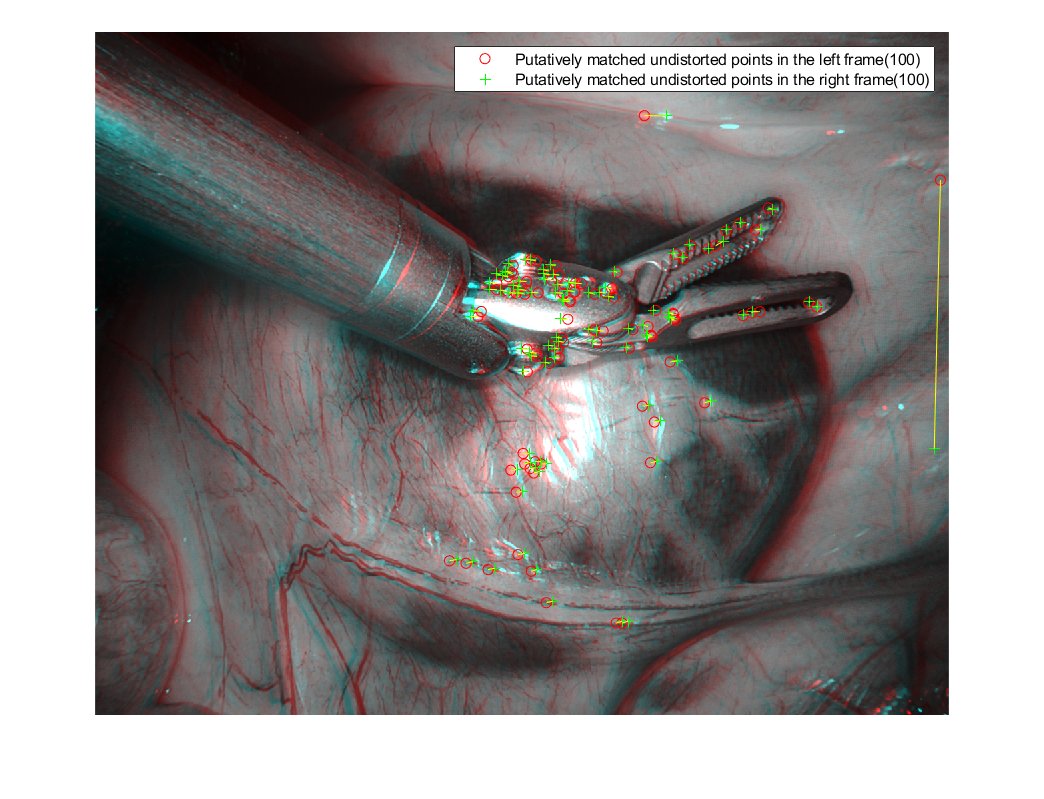 Putatively matched undistorted points in the left frame(100)
Putatively matched undistorted points in the right frame(100)